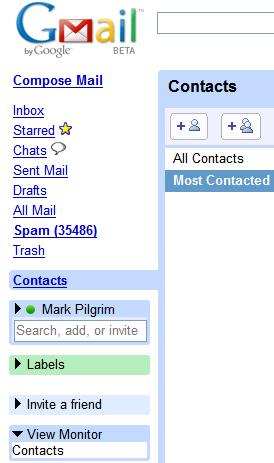 Gmail™
by Google BETA
Compose Mail
Inbox
Starred
Chats
Sent Mail
Drafts
All Mail
Spam (35486)
Trash
Contacts
Mark Pilgrim
Search, add, or invite
Labels
Invite a friend
View Monitor
Contacts
Contacts
All Contacts
Most Contacted